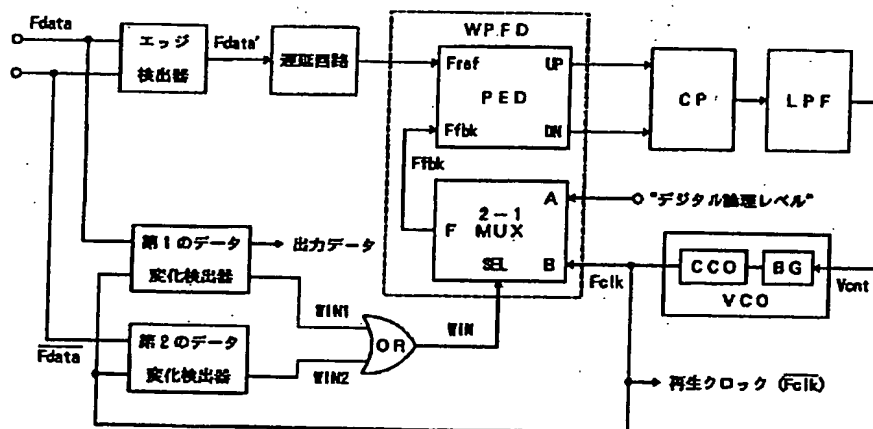 Fdata
エッジ
検出器
Fdata'
遅延回路
WPFD
Fref
UP
PED
Ffbk
DN
CP
LPF
Ffbk
F
2-1
MUX
SEL
A
B
"デジタル論理レベル"
第1のデータ
変化検出器
出力データ
Fclk
CCO
BG
VCO
Vcnt
WIN1
OR
WIN
Fdata
第2のデータ
変化検出器
WIN2
再生クロック (Fclk)